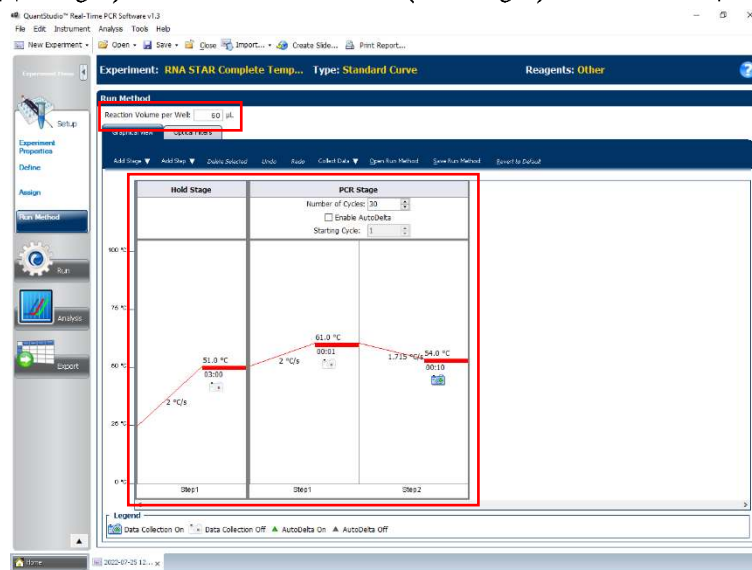 QuantStudio™ Real-Time PCR Software v1.3
File Edit Instrument Analysis Tools Help
New Experiment Open Save Close Import... Create Slide... Print Report...
Experiment Menu
Experiment: RNA STAR Complete Temp... Type: Standard Curve Reagents: Other
Setup
Experiment Properties
Define
Assign
Run Method
Run
Analysis
Export
Run Method
Reaction Volume per Well: 60 µL
Graphical View Optical Filters
Add Stage Add Step Delete Selected Undo Redo Collect Data Open Run Method Save Run Method Revert to Default
Hold Stage PCR Stage
Number of Cycles: 30
Enable AutoDelta
Starting Cycle: 1
100 °C
75 °C
50 °C
25 °C
0 °C
2 °C/s
51.0 °C
03:00
2 °C/s
61.0 °C
00:01
1.715 °C/s
54.0 °C
00:10
Step1 Step1 Step2
Legend
Data Collection On Data Collection Off AutoDelta On AutoDelta Off
Home 2022-07-25 12... x